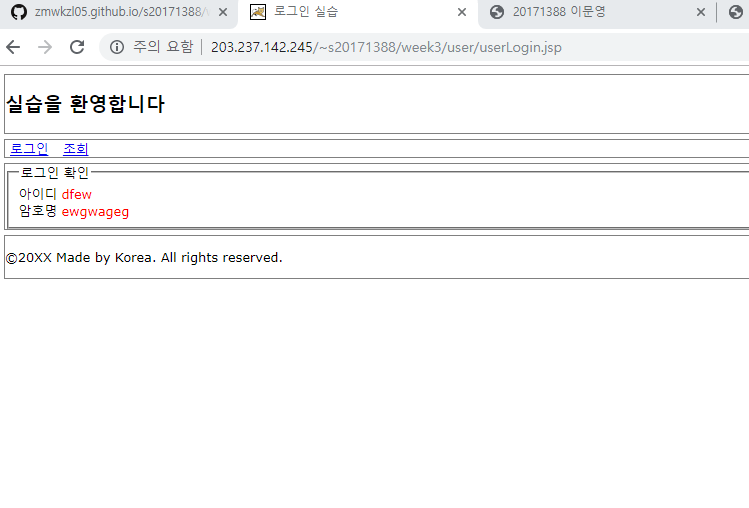 zmwkzl05.github.io/s20171388/
로그인 실습
20171388 이문영
주의 요함 203.237.142.245/~s20171388/week3/user/userLogin.jsp
실습을 환영합니다
로그인 조회
로그인 확인
아이디 dfew
암호명 ewgwageg
©20XX Made by Korea. All rights reserved.